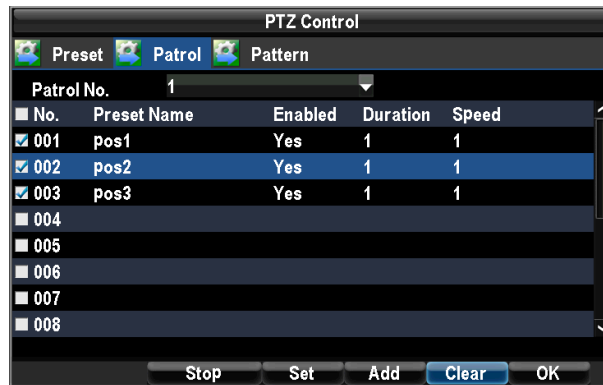 PTZ Control
Preset Patrol Pattern
Patrol No. 1
No. Preset Name Enabled Duration Speed
001 pos1 Yes 1 1
002 pos2 Yes 1 1
003 pos3 Yes 1 1
004
005
006
007
008
Stop Set Add Clear OK